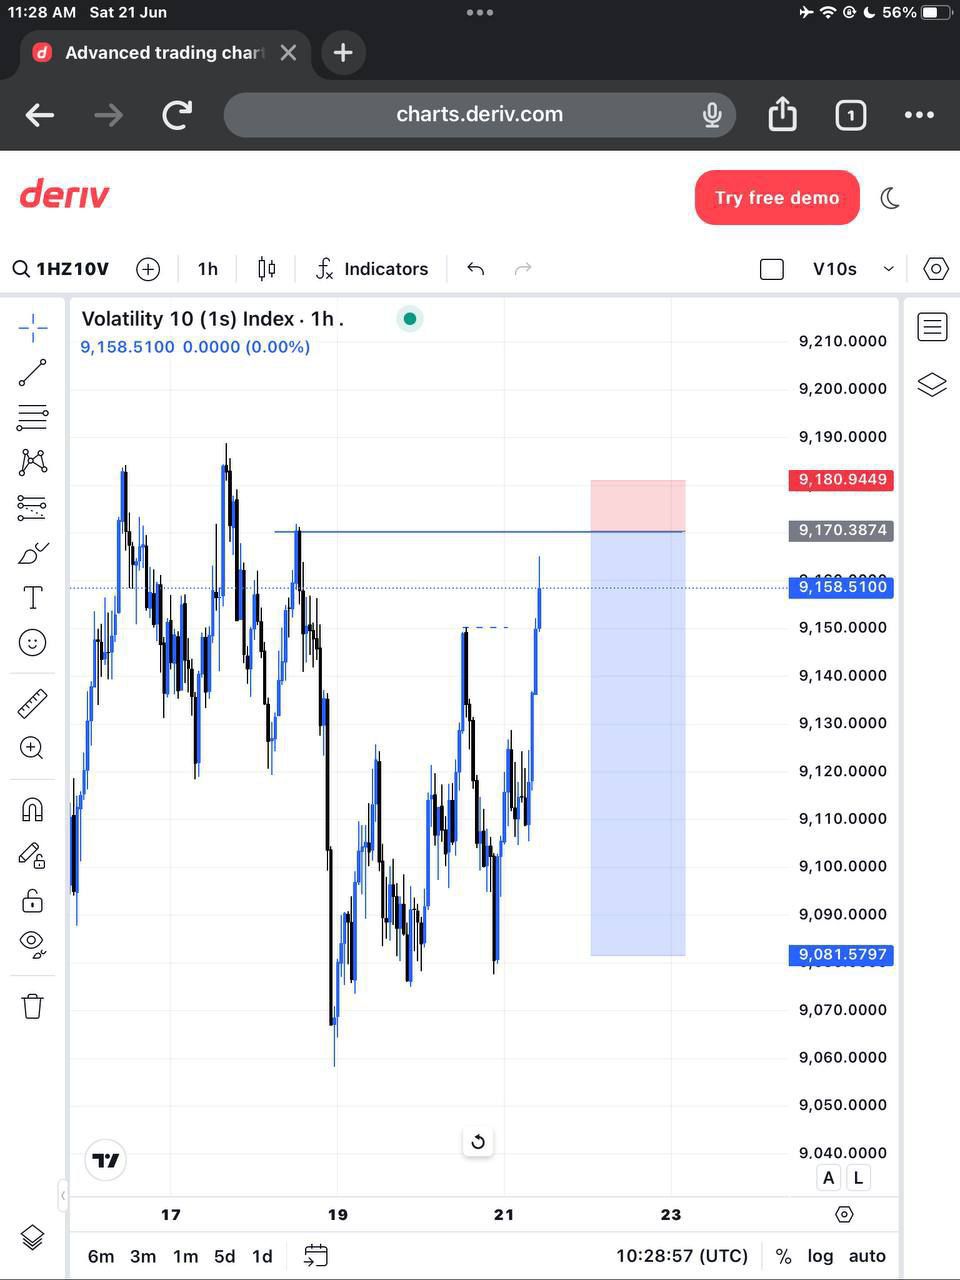 11:28 AM Sat 21 Jun 56%
Advanced trading char
charts.deriv.com
1
deriv
Try free demo
1HZ10V 1h Indicators V10s
Volatility 10 (1s) Index · 1h .
9,158.5100 0.0000 (0.00%)
9,210.0000
9,200.0000
9,190.0000
9,180.9449
9,170.3874
9,158.5100
9,150.0000
9,140.0000
9,130.0000
9,120.0000
9,110.0000
9,100.0000
9,090.0000
9,081.5797
9,070.0000
9,060.0000
9,050.0000
9,040.0000
A L
17 19 21 23
6m 3m 1m 5d 1d 10:28:57 (UTC) % log auto